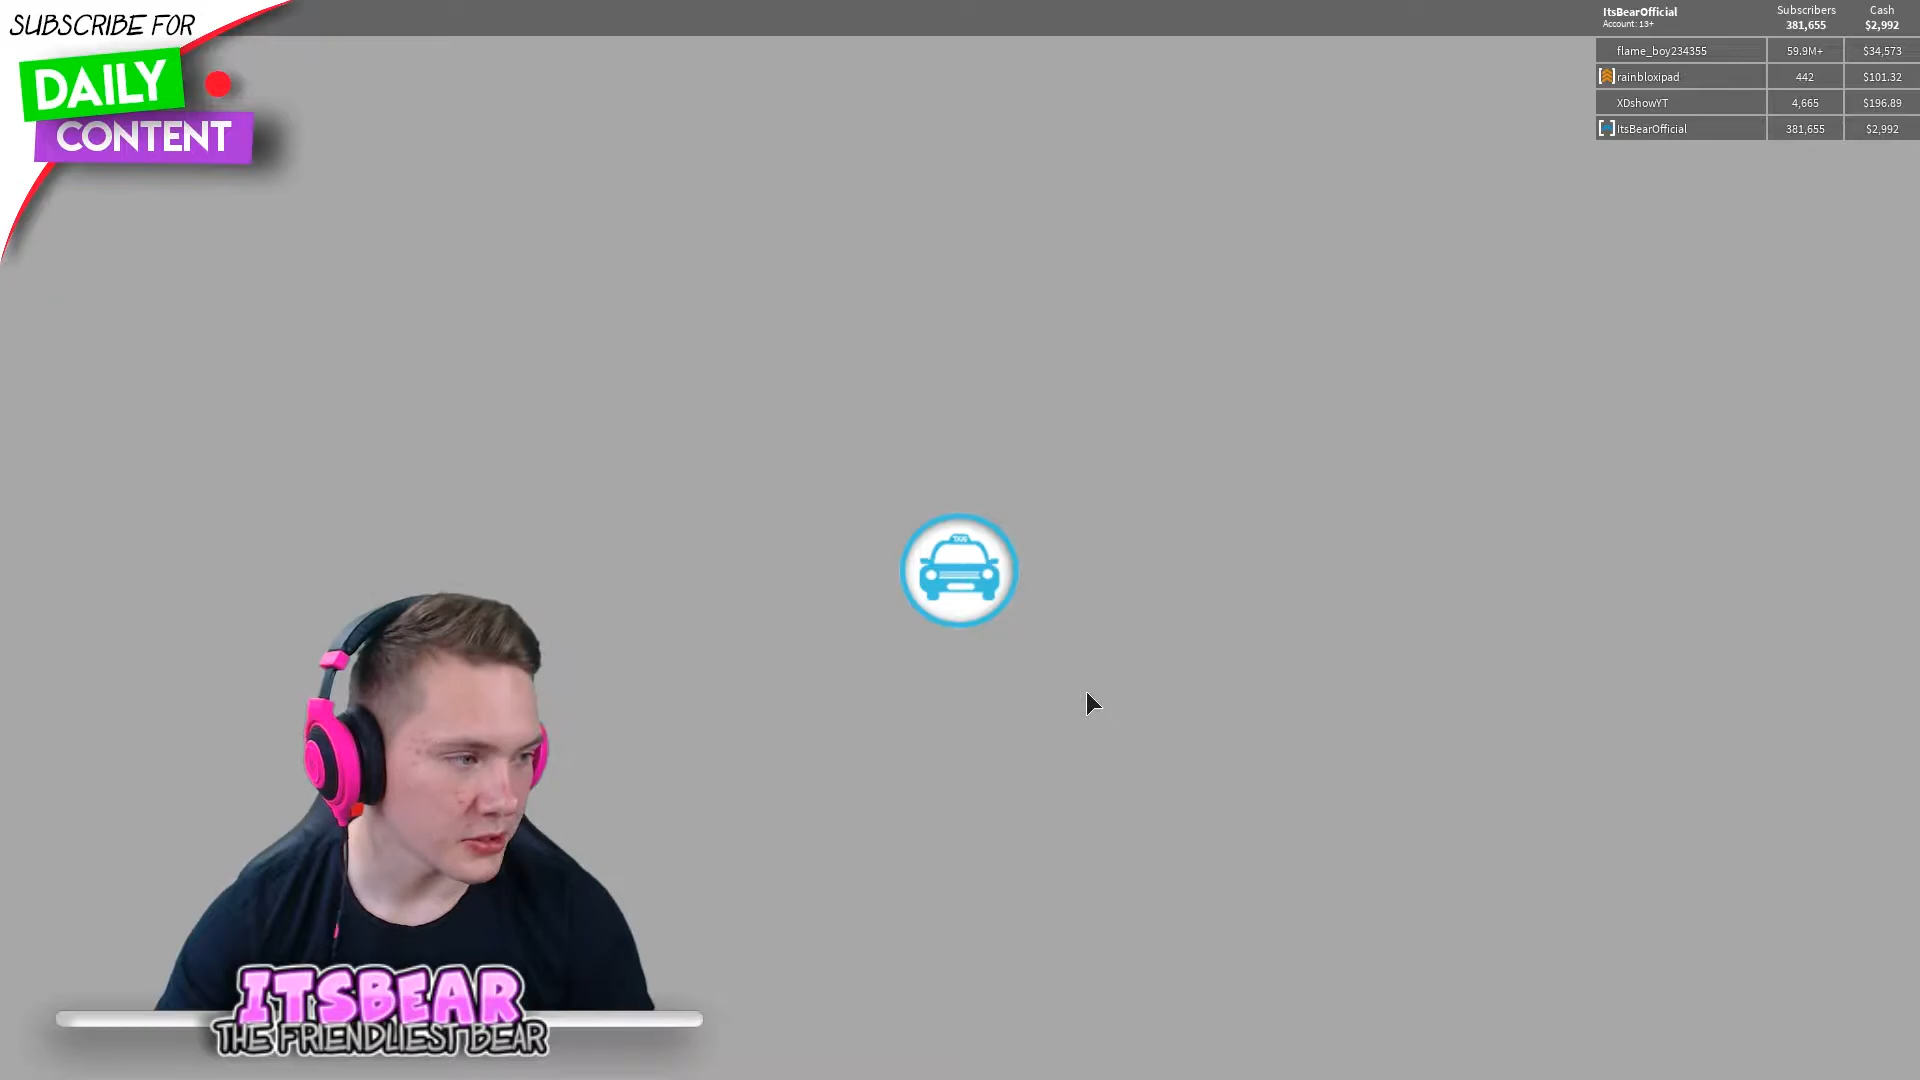 SUBSCRIBE FOR
DAILY
CONTENT
ItsBearOfficial Subscribers Cash
Account: 13+ 381,655 $2,992
flame_boy234355 59.9M+ $34,573
rainbloxipad 442 $101.32
XDshowYT 4,665 $196.89
ItsBearOfficial 381,655 $2,992
TAXI
ITSBEAR
THE FRIENDLIEST BEAR